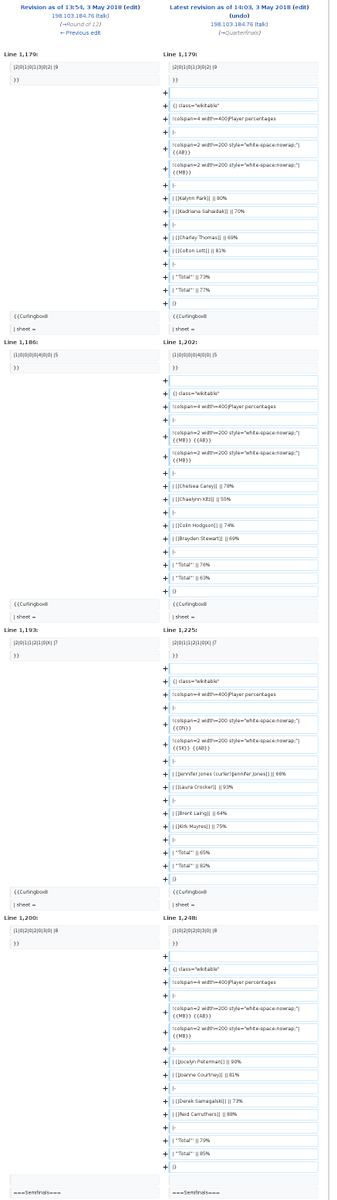 Revision as of 13:54, 3 May 2018 (edit)
198.103.184.76 (talk)
(→Round of 12)
← Previous edit
Latest revision as of 14:03, 3 May 2018 (edit)
(undo)
198.103.184.76 (talk)
(→Quarterfinals)
Line 1,179:
Line 1,179:
|2|0|1|0|1|3|0|2| |9
|2|0|1|0|1|3|0|2| |9
}}
}}
+
+ {| class="wikitable"
+ !colspan=4 width=400|Player percentages
+ |-
+ !colspan=2 width=200 style="white-space:nowrap;"|
{{AB}}
+ !colspan=2 width=200 style="white-space:nowrap;"|
{{MB}}
+ |-
+ | [[Kalynn Park]] || 80%
+ | [[Kadriana Sahaidak]] || 70%
+ |-
+ | [[Charley Thomas]] || 69%
+ | [[Colton Lott]] || 81%
+ |-
+ | '''Total''' || 73%
+ | '''Total''' || 77%
+ |}
{{Curlingbox8
{{Curlingbox8
| sheet =
| sheet =
Line 1,186:
Line 1,202:
|1|0|0|0|0|4|0|0| |5
|1|0|0|0|0|4|0|0| |5
}}
}}
+
+ {| class="wikitable"
+ !colspan=4 width=400|Player percentages
+ |-
+ !colspan=2 width=200 style="white-space:nowrap;"|
{{MB}} {{AB}}
+ !colspan=2 width=200 style="white-space:nowrap;"|
{{MB}}
+ |-
+ | [[Chelsea Carey]] || 78%
+ | [[Chaelynn Kitz]] || 55%
+ |-
+ | [[Colin Hodgson]] || 74%
+ | [[Brayden Stewart]] || 69%
+ |-
+ | '''Total''' || 76%
+ | '''Total''' || 63%
+ |}
{{Curlingbox8
{{Curlingbox8
| sheet =
| sheet =
Line 1,193:
Line 1,225:
|2|0|1|1|2|1|0|X| |7
|2|0|1|1|2|1|0|X| |7
}}
}}
+
+ {| class="wikitable"
+ !colspan=4 width=400|Player percentages
+ |-
+ !colspan=2 width=200 style="white-space:nowrap;"|
{{ON}}
+ !colspan=2 width=200 style="white-space:nowrap;"|
{{SK}} {{AB}}
+ |-
+ | [[Jennifer Jones (curler)|Jennifer Jones]] || 66%
+ | [[Laura Crocker]] || 93%
+ |-
+ | [[Brent Laing]] || 64%
+ | [[Kirk Muyres]] || 75%
+ |-
+ | '''Total''' || 65%
+ | '''Total''' || 82%
+ |}
{{Curlingbox8
{{Curlingbox8
| sheet =
| sheet =
Line 1,200:
Line 1,248:
|1|0|2|0|2|0|3|0| |8
|1|0|2|0|2|0|3|0| |8
}}
}}
+
+ {| class="wikitable"
+ !colspan=4 width=400|Player percentages
+ |-
+ !colspan=2 width=200 style="white-space:nowrap;"|
{{MB}} {{AB}}
+ !colspan=2 width=200 style="white-space:nowrap;"|
{{MB}}
+ |-
+ | [[Jocelyn Peterman]] || 90%
+ | [[Joanne Courtney]] || 81%
+ |-
+ | [[Derek Samagalski]] || 73%
+ | [[Reid Carruthers]] || 88%
+ |-
+ | '''Total''' || 79%
+ | '''Total''' || 85%
+ |}
===Semifinals===
===Semifinals===